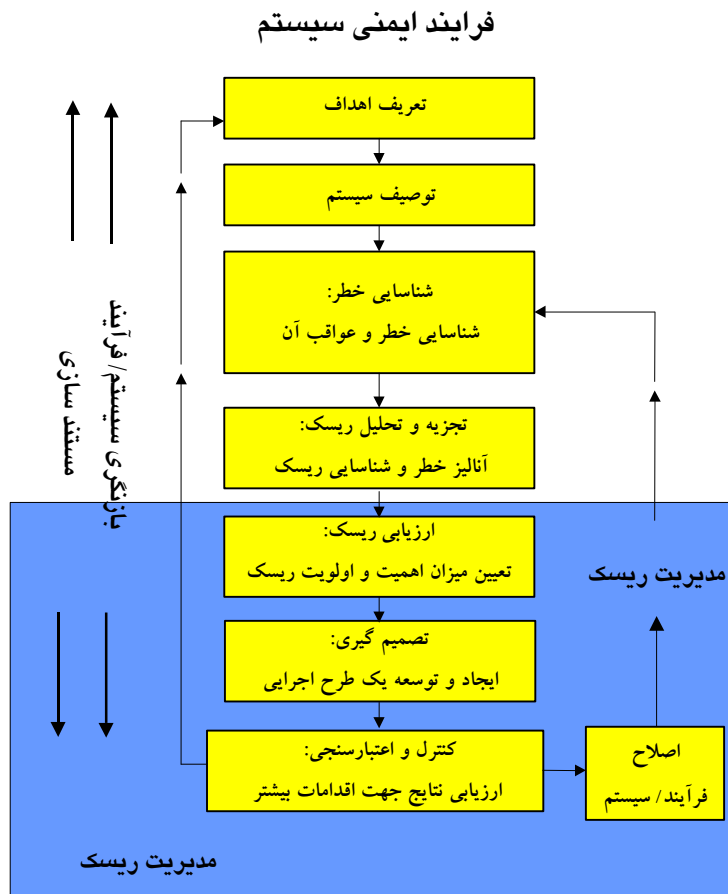 فرایند ایمنی سیستم
تعریف اهداف
توصیف سیستم
شناسایی خطر:
شناسایی خطر و عواقب آن
تجزیه و تحلیل ریسک:
آنالیز خطر و شناسایی ریسک
ارزیابی ریسک:
تعیین میزان اهمیت و اولویت ریسک
تصمیم گیری:
ایجاد و توسعه یک طرح اجرایی
کنترل و اعتبارسنجی:
ارزیابی نتایج جهت اقدامات بیشتر
اصلاح
فرآیند/ سیستم
مدیریت ریسک
مدیریت ریسک
بازنگری سیستم/ فرآیند
مستند سازی